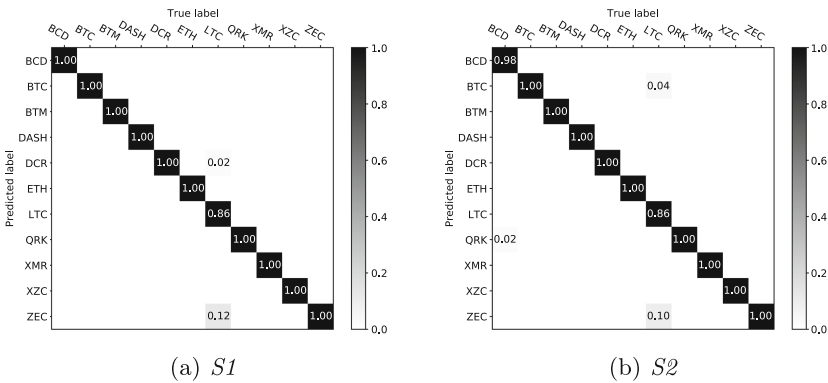 True label
BCD BTC BTM DASH DCR ETH LTC QRK XMR XZC ZEC
Predicted label
BCD 1.00
BTC 1.00
BTM 1.00
DASH 1.00
DCR 1.00 0.02
ETH 1.00
LTC 0.86
QRK 1.00
XMR 1.00
XZC 1.00
ZEC 0.12 1.00
1.0
0.8
0.6
0.4
0.2
0.0
(a) S1
True label
BCD BTC BTM DASH DCR ETH LTC QRK XMR XZC ZEC
Predicted label
BCD 0.98
BTC 1.00 0.04
BTM 1.00
DASH 1.00
DCR 1.00
ETH 1.00
LTC 0.86
QRK 0.02 1.00
XMR 1.00
XZC 1.00
ZEC 0.10 1.00
1.0
0.8
0.6
0.4
0.2
0.0
(b) S2